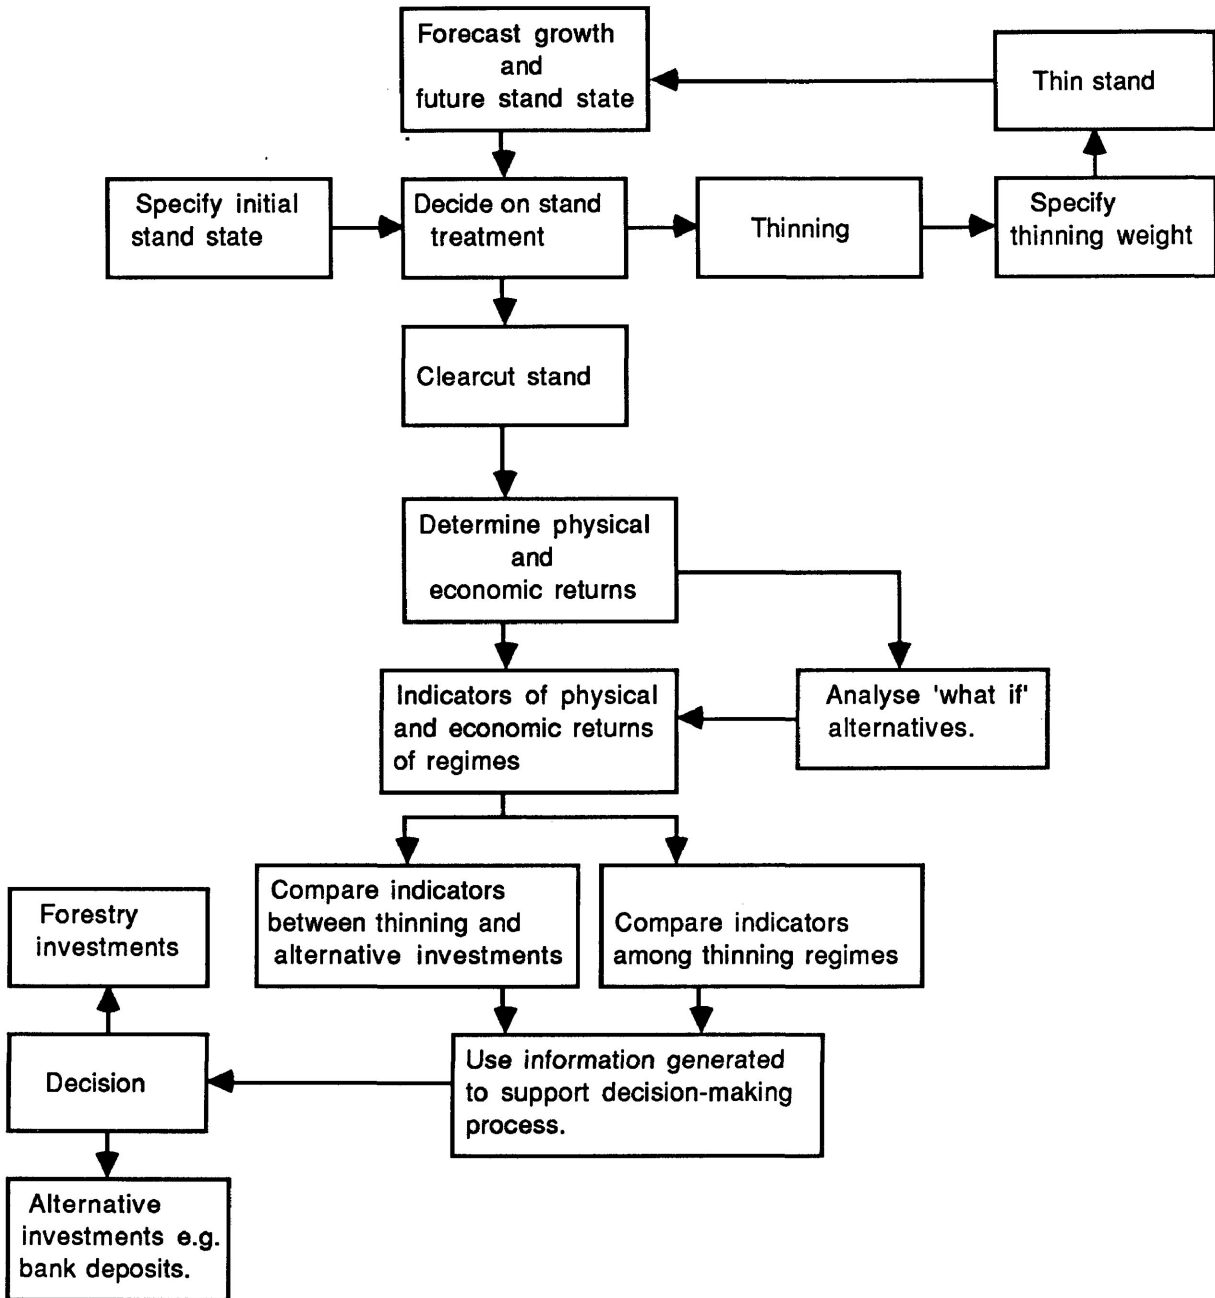 Forecast growth
and
future stand state
Thin stand
Specify initial
stand state
Decide on stand
treatment
Thinning
Specify
thinning weight
Clearcut stand
Determine physical
and
economic returns
Indicators of physical
and economic returns
of regimes
Analyse 'what if'
alternatives.
Compare indicators
between thinning and
alternative investments
Compare indicators
among thinning regimes
Forestry
investments
Decision
Use information generated
to support decision-making
process.
Alternative
investments e.g.
bank deposits.